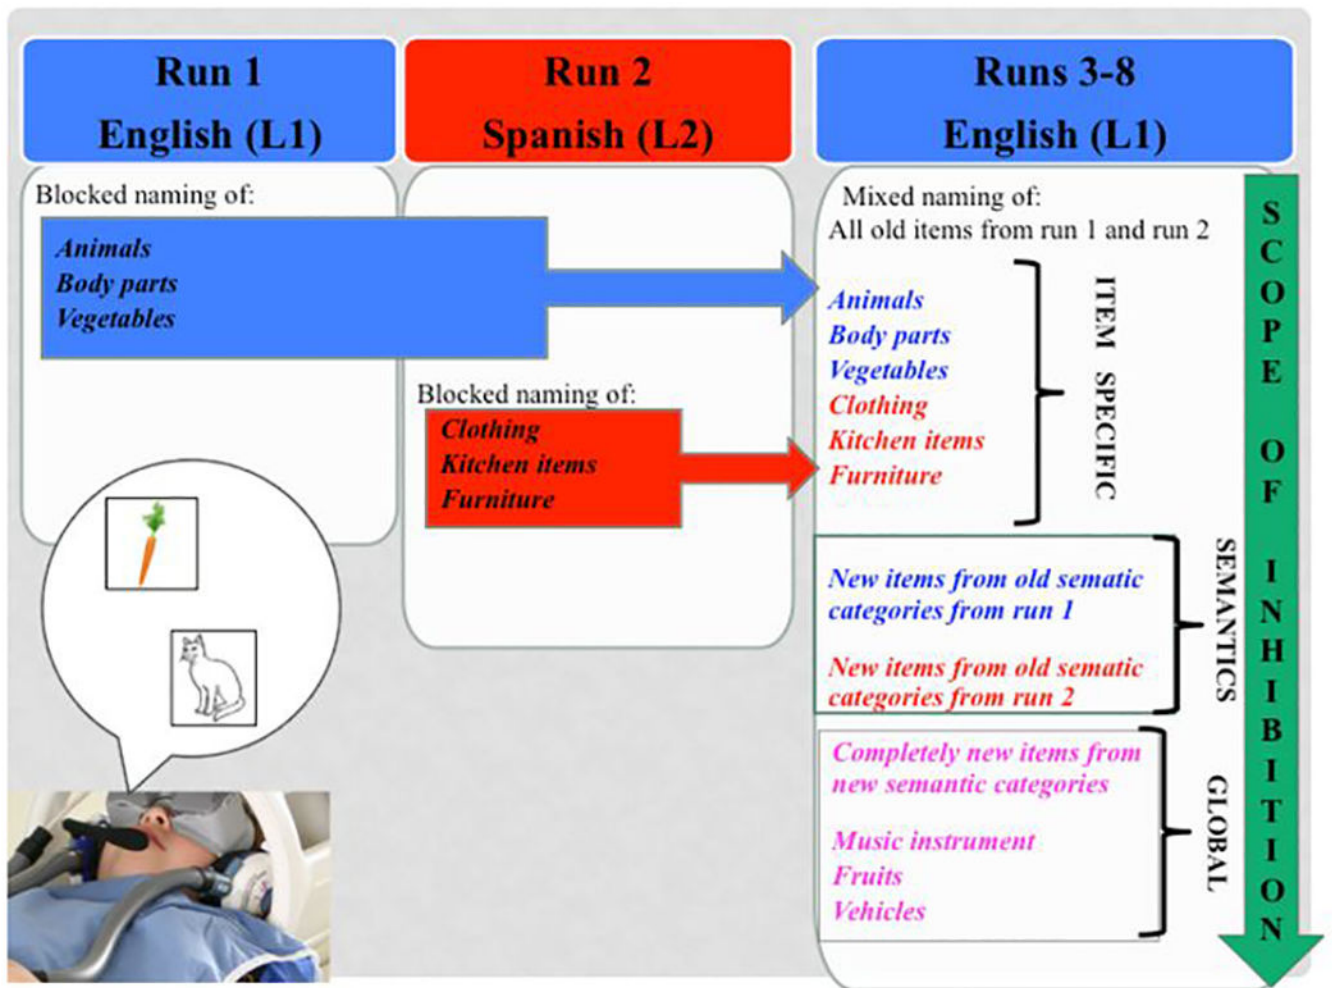 Run 1
English (L1)
Run 2
Spanish (L2)
Runs 3-8
English (L1)
Blocked naming of:
Animals
Body parts
Vegetables
Blocked naming of:
Clothing
Kitchen items
Furniture
Mixed naming of:
All old items from run 1 and run 2
Animals
Body parts
Vegetables
Clothing
Kitchen items
Furniture
ITEM SPECIFIC
New items from old sematic
categories from run 1
New items from old sematic
categories from run 2
SEMANTICS
Completely new items from
new semantic categories
Music instrument
Fruits
Vehicles
GLOBAL
SCOPE OF INHIBITION